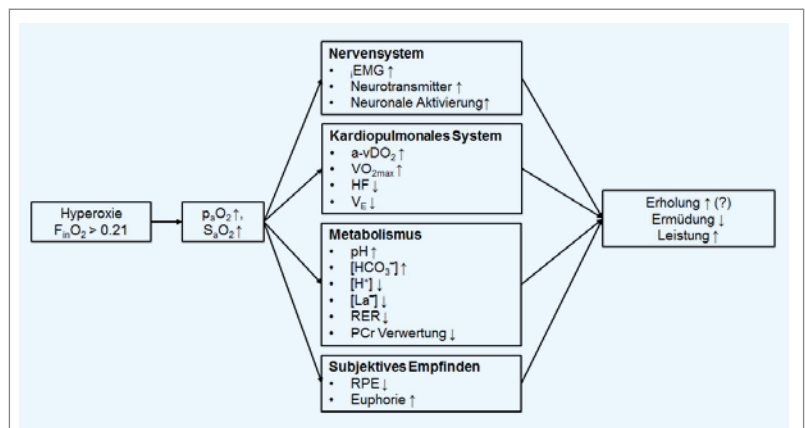 Hyperoxie
FᵢₙO₂ > 0.21
pₐO₂↑,
SₐO₂↑
Nervensystem
• ᵢEMG ↑
• Neurotransmitter ↑
• Neuronale Aktivierung↑
Kardiopulmonales System
• a-vDO₂ ↑
• VO₂ₘₐₓ ↑
• HF ↓
• V_E ↓
Metabolismus
• pH ↑
• [HCO₃⁻] ↑
• [H⁺] ↓
• [La⁻] ↓
• RER ↓
• PCr Verwertung ↓
Subjektives Empfinden
• RPE ↓
• Euphorie ↑
Erholung ↑ (?)
Ermüdung ↓
Leistung ↑